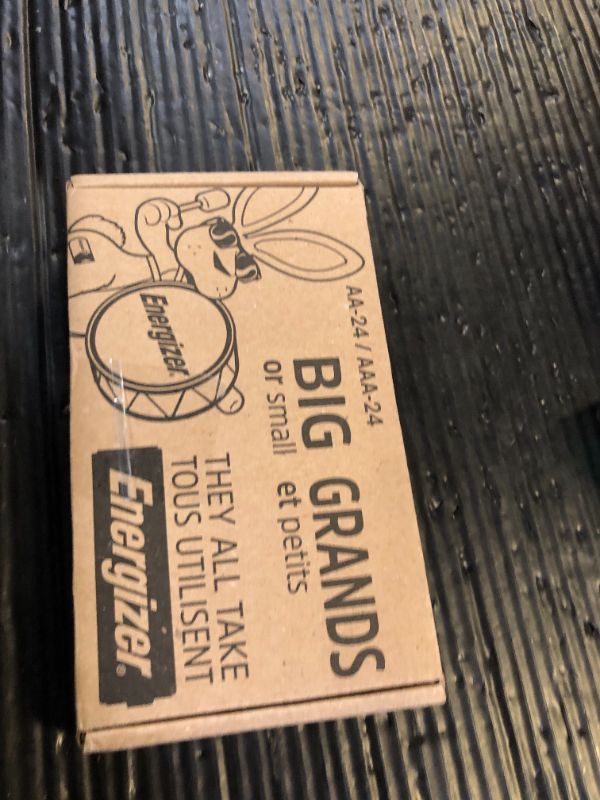 AA-24 / AAA-24
BIG GRANDS
or small et petits
THEY ALL TAKE
TOUS UTILISENT
Energizer.
Energizer.